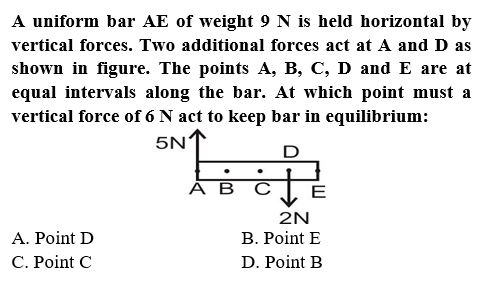 A uniform bar AE of weight 9 N is held horizontal by
vertical forces. Two additional forces act at A and D as
shown in figure. The points A, B, C, D and E are at
equal intervals along the bar. At which point must a
vertical force of 6 N act to keep bar in equilibrium:
5N
D
A B C E
2N
A. Point D B. Point E
C. Point C D. Point B